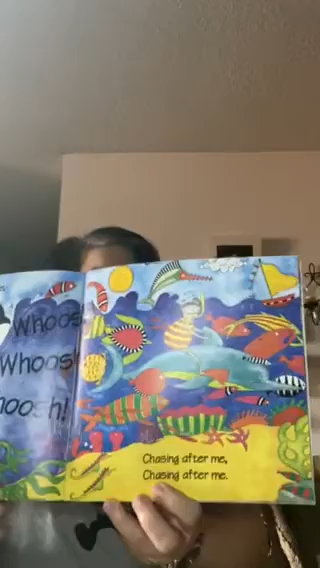 Whoosh!
Whoosh!
hoosh!
Chasing after me,
Chasing after me.